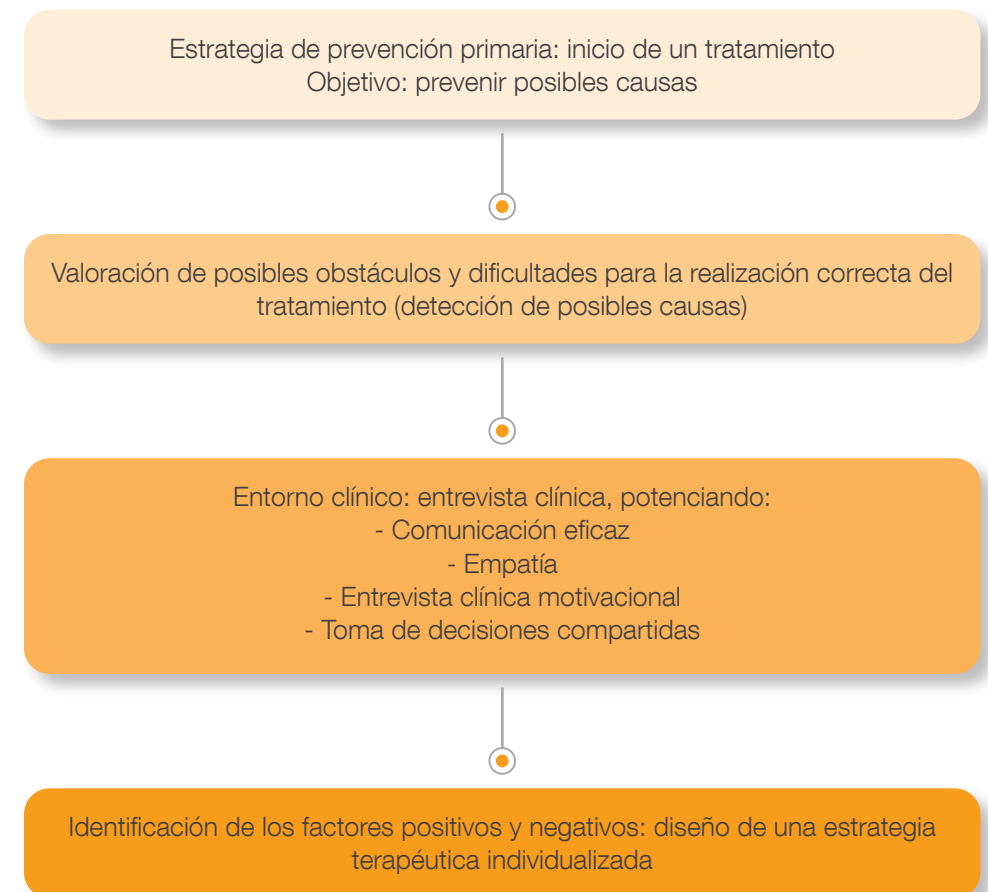 Estrategia de prevención primaria: inicio de un tratamiento
Objetivo: prevenir posibles causas
Valoración de posibles obstáculos y dificultades para la realización correcta del
tratamiento (detección de posibles causas)
Entorno clínico: entrevista clínica, potenciando:
- Comunicación eficaz
- Empatía
- Entrevista clínica motivacional
- Toma de decisiones compartidas
Identificación de los factores positivos y negativos: diseño de una estrategia
terapéutica individualizada